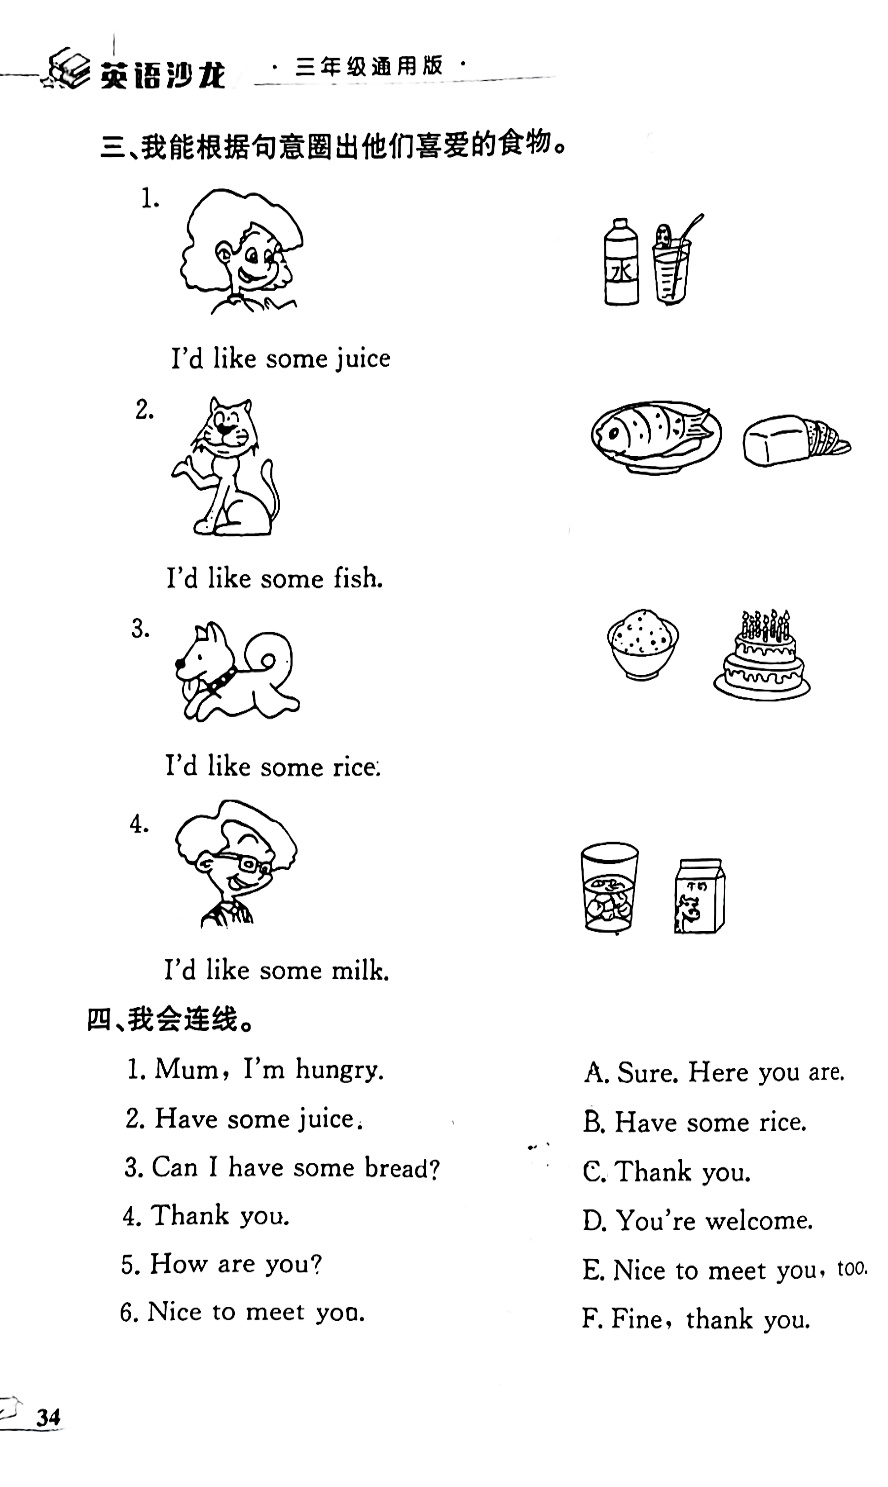 英语沙龙 · 三年级通用版 ·
三、我能根据句意圈出他们喜爱的食物。
1.
水
I'd like some juice
2.
I'd like some fish.
3.
I'd like some rice.
4.
牛奶
I'd like some milk.
四、我会连线。
1. Mum, I'm hungry. A. Sure. Here you are.
2. Have some juice. B. Have some rice.
3. Can I have some bread? C. Thank you.
4. Thank you. D. You're welcome.
5. How are you? E. Nice to meet you, too.
6. Nice to meet you. F. Fine, thank you.
34